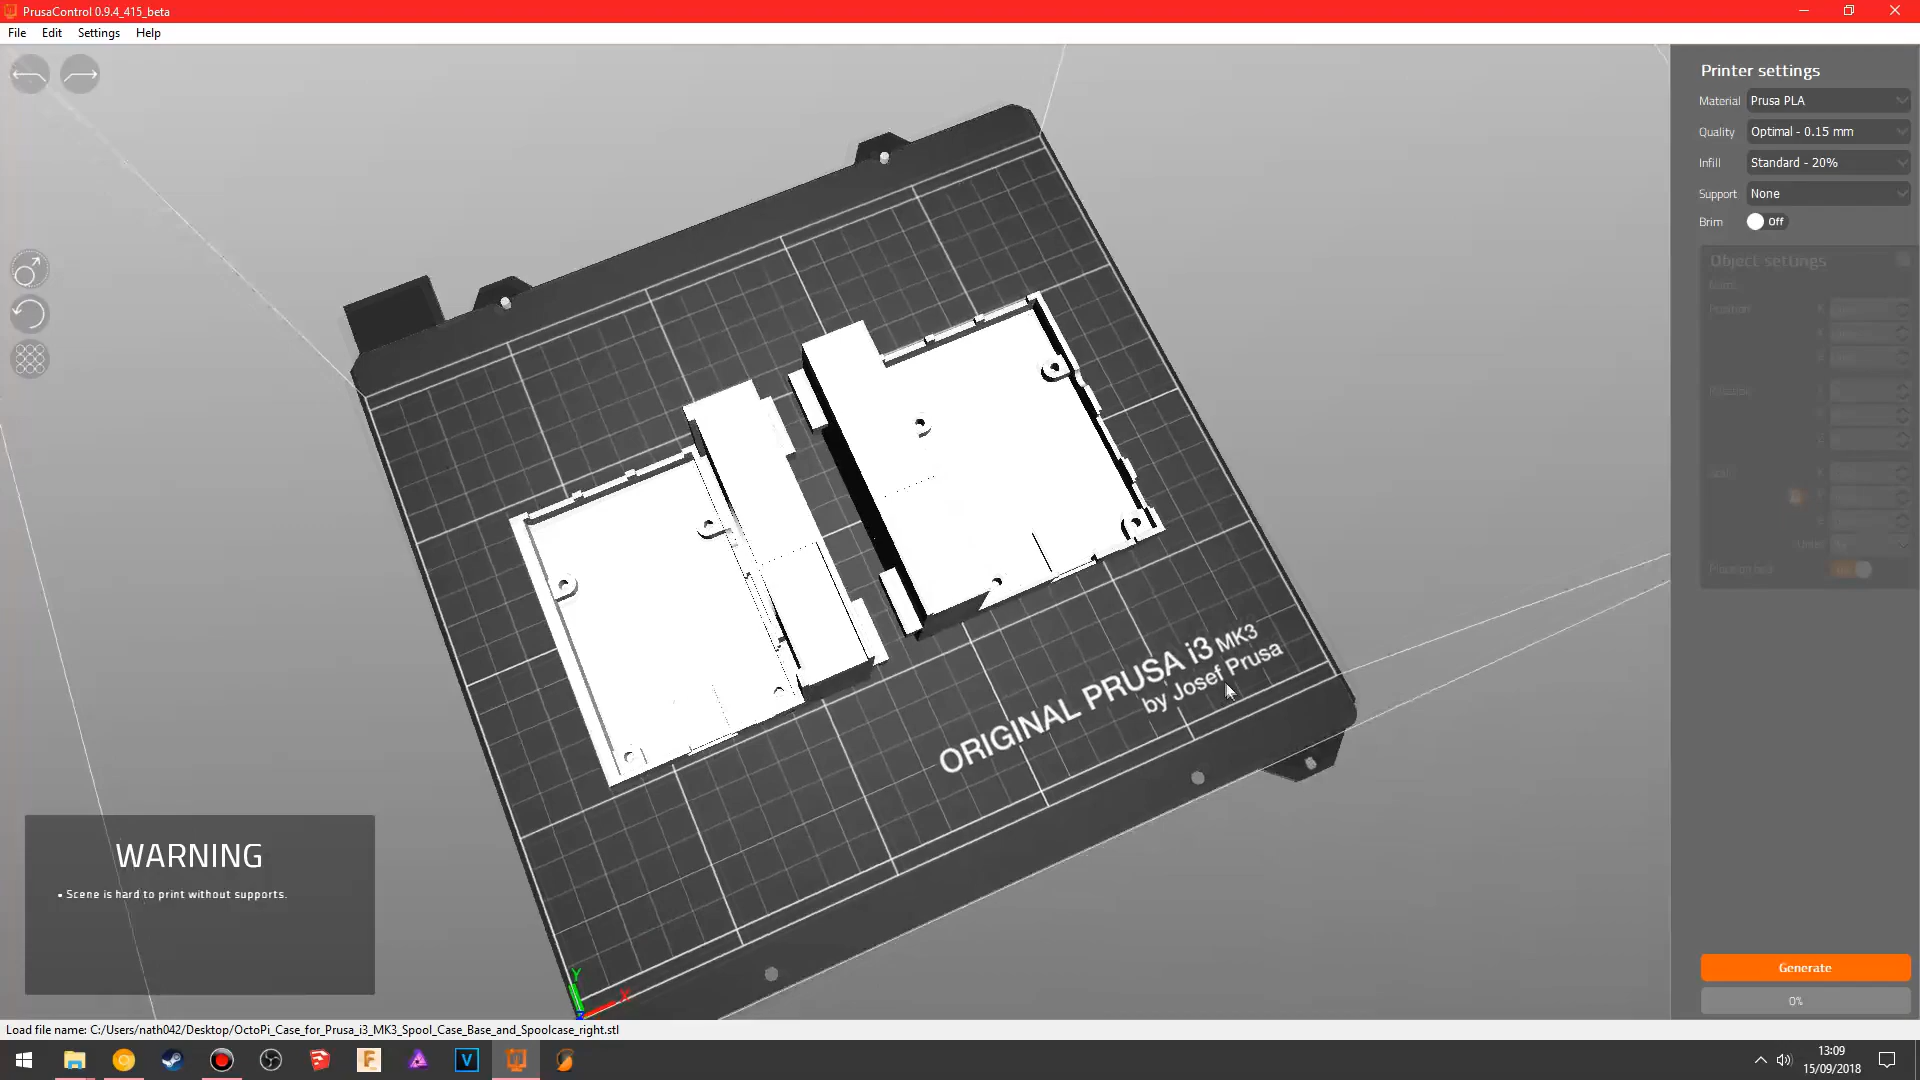 PrusaControl 0.9.4_415_beta
File Edit Settings Help
Printer settings
Material Prusa PLA
Quality Optimal - 0.15 mm
Infill Standard - 20%
Support None
Brim Off
Object settings
Name
Position X
Rotation
ORIGINAL PRUSA i3 MK3
by Josef Prusa
WARNING
• Scene is hard to print without supports.
Y
X
Generate
0%
Load file name: C:/Users/nath042/Desktop/OctoPi_Case_for_Prusa_i3_MK3_Spool_Case_Base_and_Spoolcase_right.stl
13:09
15/09/2018